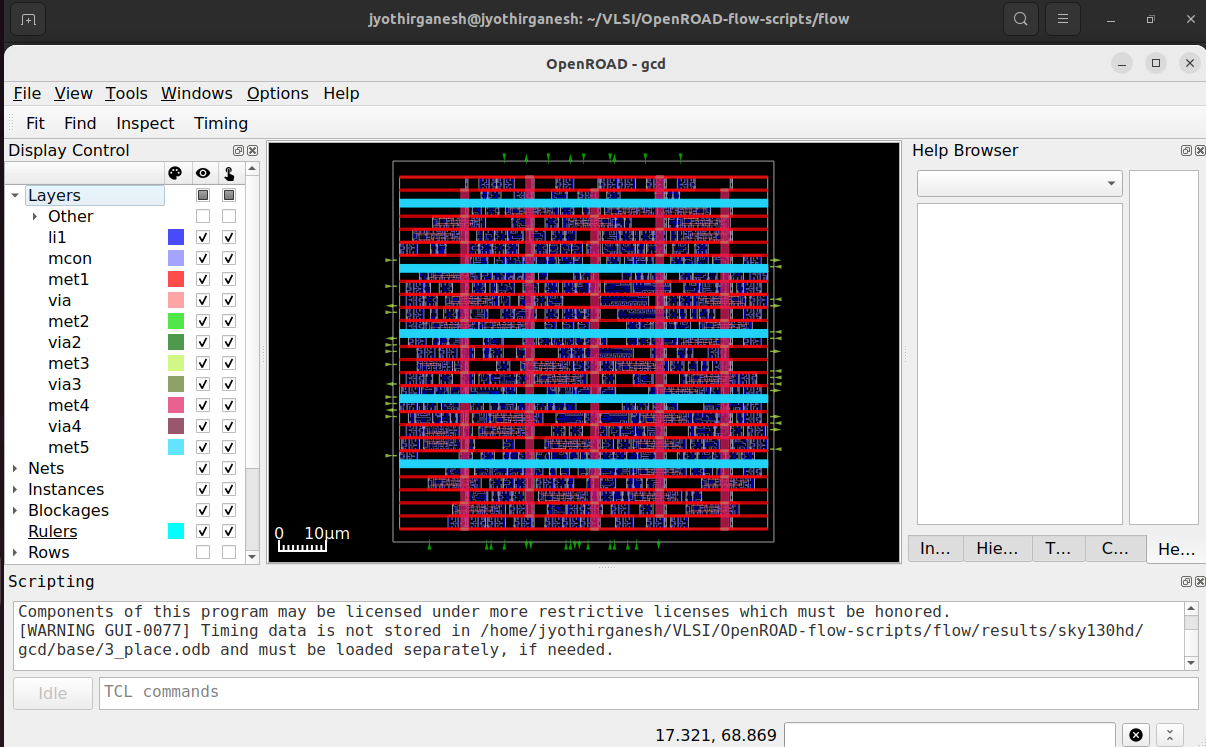 jyothirganesh@jyothirganesh: ~/VLSI/OpenROAD-flow-scripts/flow
OpenROAD - gcd
File View Tools Windows Options Help
Fit Find Inspect Timing
Display Control
Layers
Other
li1
mcon
met1
via
met2
via2
met3
via3
met4
via4
met5
Nets
Instances
Blockages
Rulers
Rows
0 10μm
Help Browser
In... Hie... T... C... He...
Scripting
Components of this program may be licensed under more restrictive licenses which must be honored.
[WARNING GUI-0077] Timing data is not stored in /home/jyothirganesh/VLSI/OpenROAD-flow-scripts/flow/results/sky130hd/
gcd/base/3_place.odb and must be loaded separately, if needed.
Idle TCL commands
17.321, 68.869